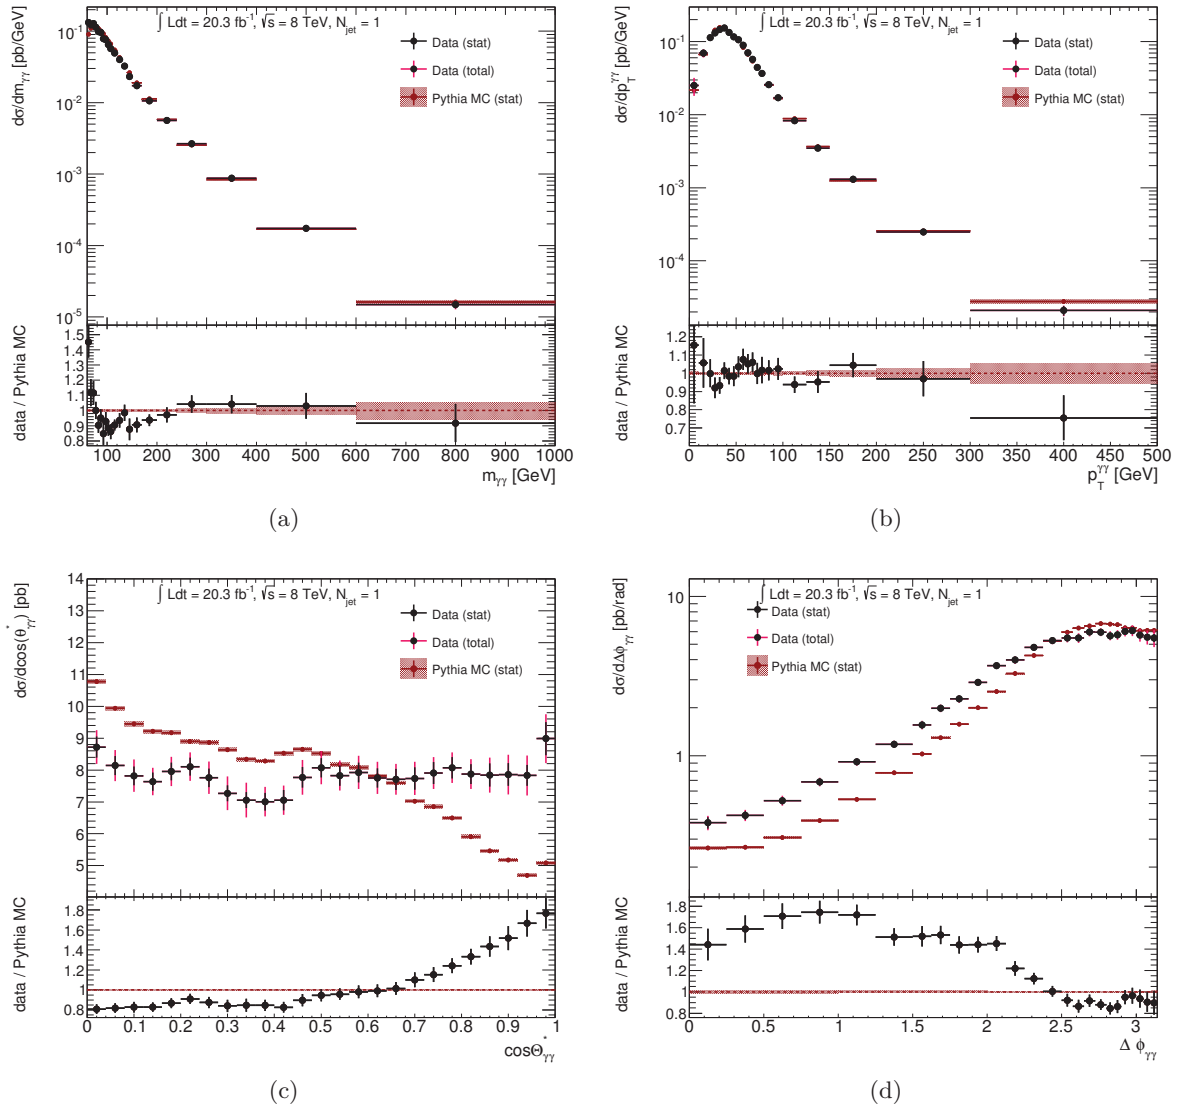 ∫ Ldt = 20.3 fb⁻¹, √s = 8 TeV, N_jet = 1
Data (stat)
Data (total)
Pythia MC (stat)
dσ/dm_γγ [pb/GeV]
10⁻¹
10⁻²
10⁻³
10⁻⁴
10⁻⁵
data / Pythia MC
1.5
1.4
1.3
1.2
1.1
1
0.9
0.8
100 200 300 400 500 600 700 800 900 1000
m_γγ [GeV]
(a)
∫ Ldt = 20.3 fb⁻¹, √s = 8 TeV, N_jet = 1
Data (stat)
Data (total)
Pythia MC (stat)
dσ/dp_T^γγ [pb/GeV]
10⁻¹
10⁻²
10⁻³
10⁻⁴
data / Pythia MC
1.2
1.1
1.0
0.9
0.8
0.7
0 50 100 150 200 250 300 350 400 450 500
p_T^γγ [GeV]
(b)
∫ Ldt = 20.3 fb⁻¹, √s = 8 TeV, N_jet = 1
Data (stat)
Data (total)
Pythia MC (stat)
dσ/dcos(θ*_γγ) [pb]
14
13
12
11
10
9
8
7
6
5
data / Pythia MC
1.8
1.6
1.4
1.2
1
0.8
0 0.1 0.2 0.3 0.4 0.5 0.6 0.7 0.8 0.9 1
cosΘ*_γγ
(c)
∫ Ldt = 20.3 fb⁻¹, √s = 8 TeV, N_jet = 1
Data (stat)
Data (total)
Pythia MC (stat)
dσ/dΔϕ_γγ [pb/rad]
10
1
data / Pythia MC
1.8
1.6
1.4
1.2
1
0.8
0 0.5 1 1.5 2 2.5 3
Δ ϕ_γγ
(d)